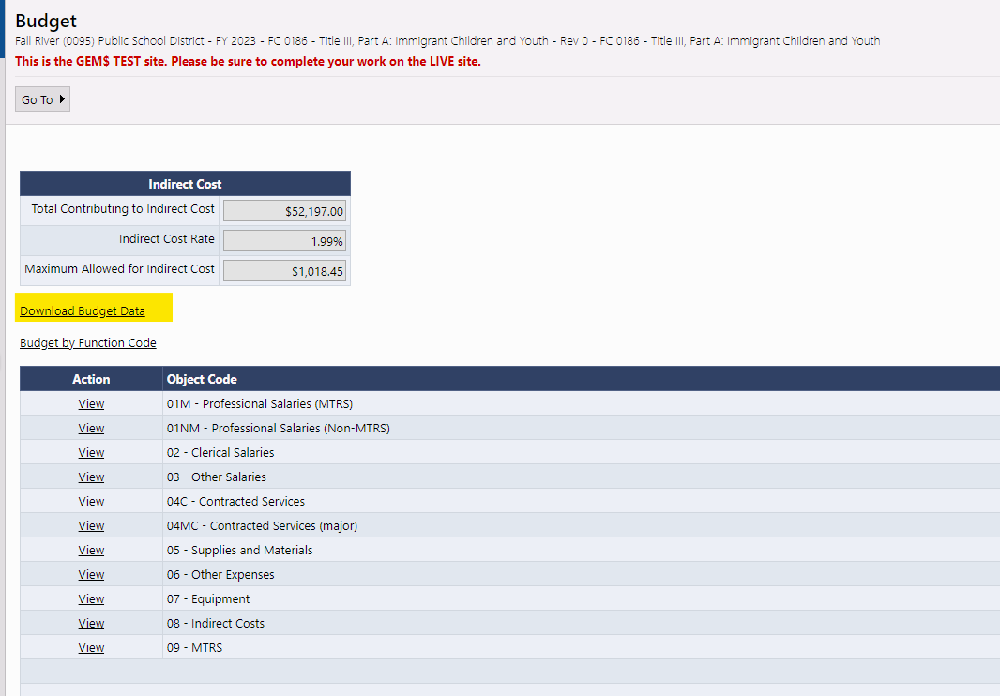 Budget
Fall River (0095) Public School District - FY 2023 - FC 0186 - Title III, Part A: Immigrant Children and Youth - Rev 0 - FC 0186 - Title III, Part A: Immigrant Children and Youth
This is the GEM$ TEST site. Please be sure to complete your work on the LIVE site.
Go To
Indirect Cost
Total Contributing to Indirect Cost $52,197.00
Indirect Cost Rate 1.99%
Maximum Allowed for Indirect Cost $1,018.45
Download Budget Data
Budget by Function Code
Action Object Code
View 01M - Professional Salaries (MTRS)
View 01NM - Professional Salaries (Non-MTRS)
View 02 - Clerical Salaries
View 03 - Other Salaries
View 04C - Contracted Services
View 04MC - Contracted Services (major)
View 05 - Supplies and Materials
View 06 - Other Expenses
View 07 - Equipment
View 08 - Indirect Costs
View 09 - MTRS